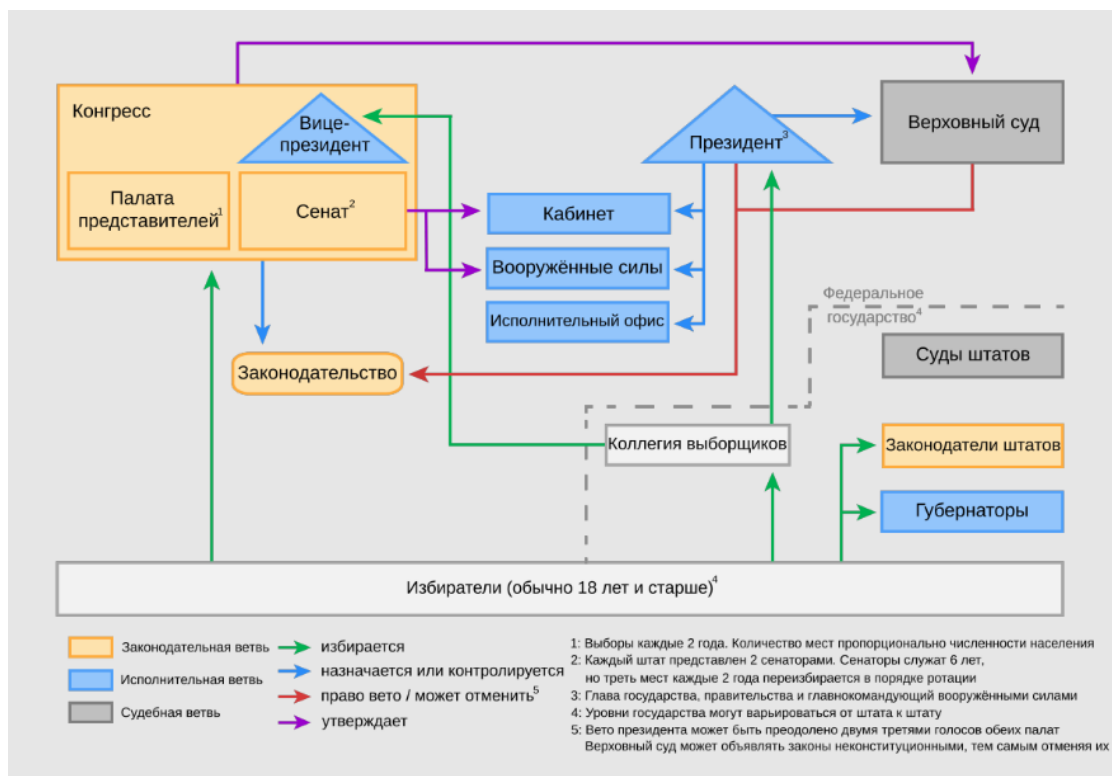 Конгресс
Вице-
президент
Президент3
Верховный суд
Палата
представителей1
Сенат2
Кабинет
Вооружённые силы
Исполнительный офис
Федеральное
государство4
Законодательство
Суды штатов
Коллегия выборщиков
Законодатели штатов
Губернаторы
Избиратели (обычно 18 лет и старше)4
Законодательная ветвь
Исполнительная ветвь
Судебная ветвь
избирается
назначается или контролируется
право вето / может отменить5
утверждает
1: Выборы каждые 2 года. Количество мест пропорционально численности населения
2: Каждый штат представлен 2 сенаторами. Сенаторы служат 6 лет,
но треть мест каждые 2 года переизбирается в порядке ротации
3: Глава государства, правительства и главнокомандующий вооружёнными силами
4: Уровни государства могут варьироваться от штата к штату
5: Вето президента может быть преодолено двумя третями голосов обеих палат
Верховный суд может объявлять законы неконституционными, тем самым отменяя их